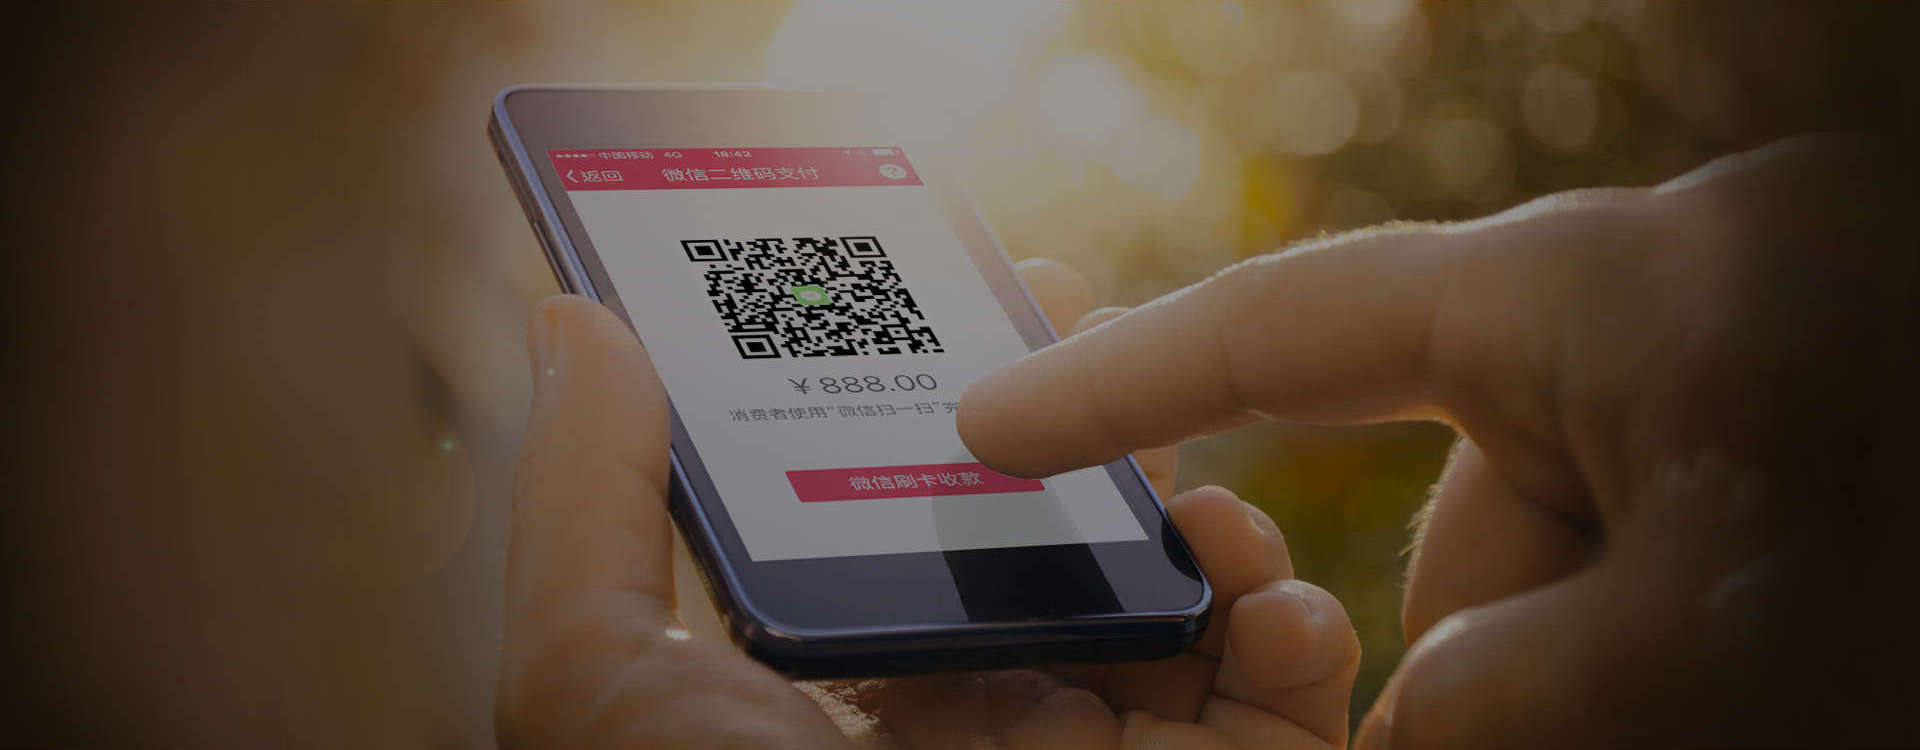 中国移动 4G 18:42
返回 微信二维码支付 ?
¥ 888.00
消费者使用“微信扫一扫”完
微信刷卡收款